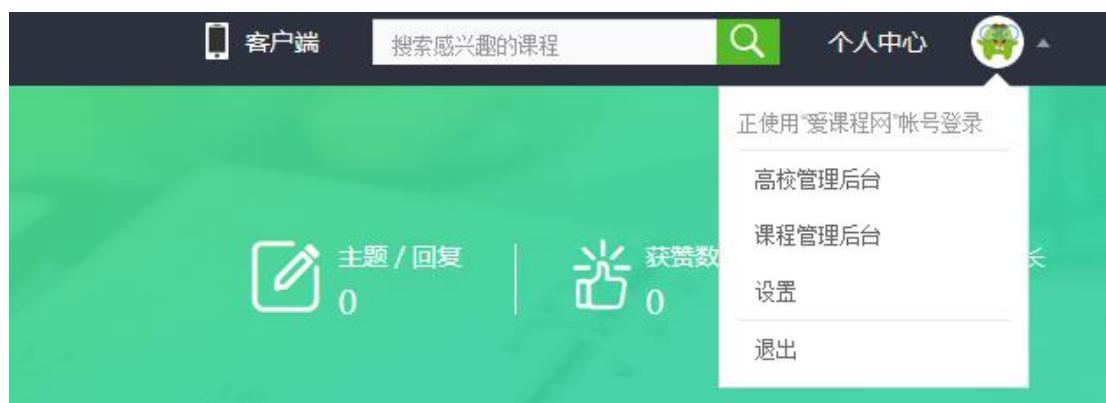 客户端
搜索感兴趣的课程
个人中心
正使用“爱课程网”帐号登录
高校管理后台
课程管理后台
设置
退出
主题 / 回复
0
获赞数
0
长